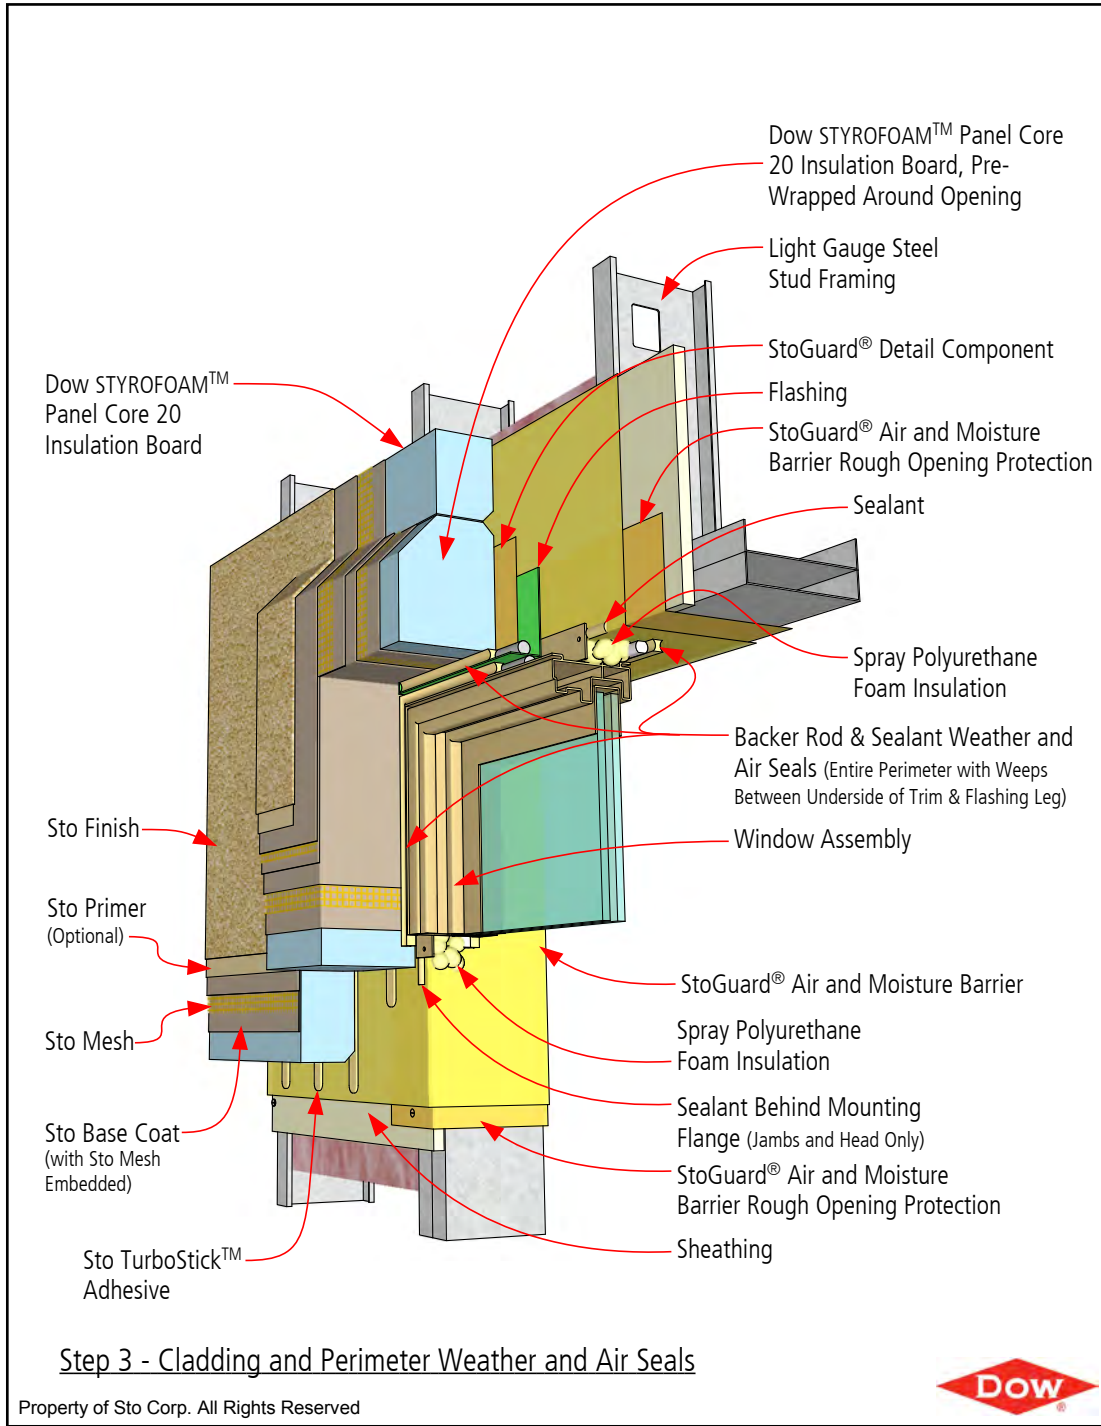 Dow STYROFOAM™ Panel Core
20 Insulation Board, Pre-
Wrapped Around Opening
Light Gauge Steel
Stud Framing
StoGuard® Detail Component
Flashing
StoGuard® Air and Moisture
Barrier Rough Opening Protection
Sealant
Spray Polyurethane
Foam Insulation
Backer Rod & Sealant Weather and
Air Seals (Entire Perimeter with Weeps
Between Underside of Trim & Flashing Leg)
Window Assembly
StoGuard® Air and Moisture Barrier
Spray Polyurethane
Foam Insulation
Sealant Behind Mounting
Flange (Jambs and Head Only)
StoGuard® Air and Moisture
Barrier Rough Opening Protection
Sheathing
Dow STYROFOAM™
Panel Core 20
Insulation Board
Sto Finish
Sto Primer
(Optional)
Sto Mesh
Sto Base Coat
(with Sto Mesh
Embedded)
Sto TurboStick™
Adhesive
Step 3 - Cladding and Perimeter Weather and Air Seals
Property of Sto Corp. All Rights Reserved
DOW®